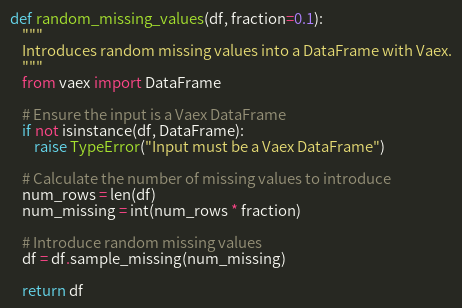 def random_missing_values(df, fraction=0.1):
    """
    Introduces random missing values into a DataFrame with Vaex.
    """
    from vaex import DataFrame

    # Ensure the input is a Vaex DataFrame
    if not isinstance(df, DataFrame):
        raise TypeError("Input must be a Vaex DataFrame")

    # Calculate the number of missing values to introduce
    num_rows = len(df)
    num_missing = int(num_rows * fraction)

    # Introduce random missing values
    df = df.sample_missing(num_missing)

    return df